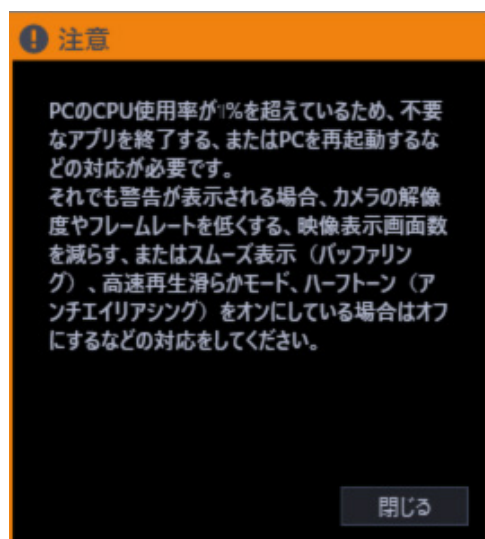 注意
PCのCPU使用率が%を超えているため、不要
なアプリを終了する、またはPCを再起動するな
どの対応が必要です。
それでも警告が表示される場合、カメラの解像
度やフレームレートを低くする、映像表示画面数
を減らす、またはスムーズ表示（バッファリン
グ）、高速再生滑らかモード、ハーフトーン（ア
ンチエイリアシング）をオンにしている場合はオフ
にするなどの対応をしてください。
閉じる